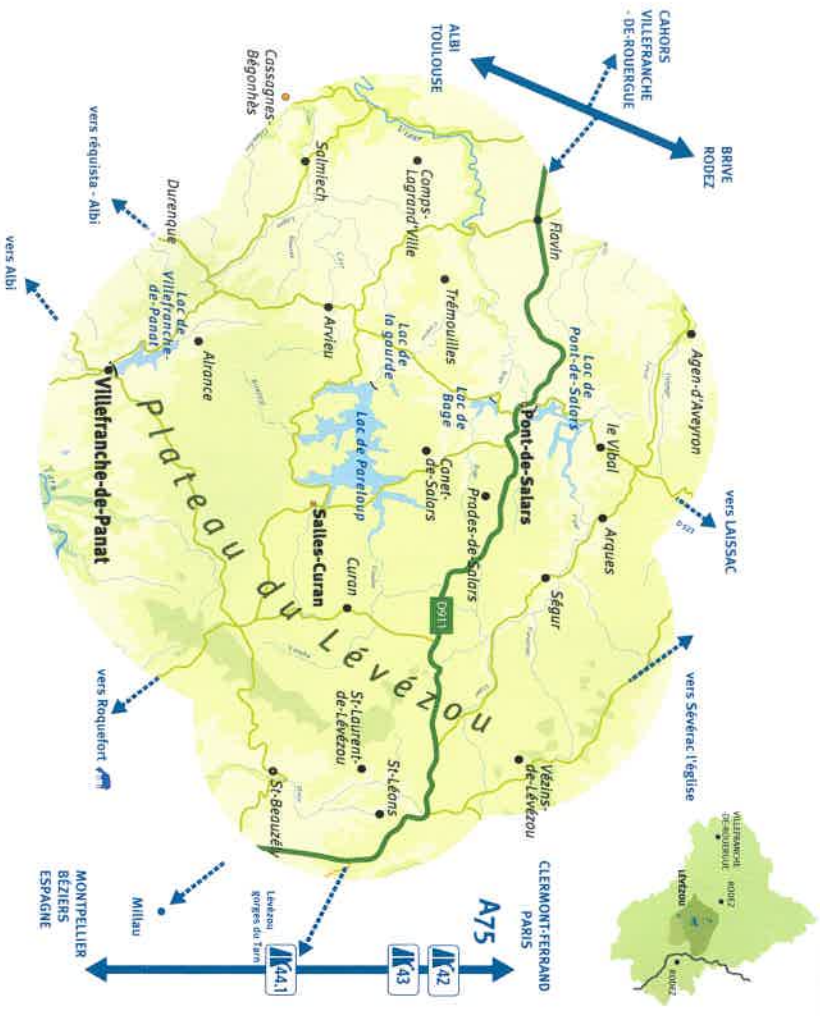 CAHORS
VILLEFRANCHE
- DE-ROUERGUE
BRIVE
RODEZ
ALBI
TOULOUSE
Agen-d'Aveyron
vers LAISSAC
D 523
vers Sévérac l'église
VILLEFRANCHE
-DE-ROUERGUE
RODEZ
LÉVÉZOU
RODEZ
Flavin
Lac de
Pont-de-Salars
le Vibal
Arques
Ségur
Vézins-
de-Lévézou
CLERMONT-FERRAND
PARIS
A75
42
43
44.1
Lévézou
gorges du Tarn
Pont-de-Salars
Prades-de-Salars
D911
Comps-
Lagrand'Ville
Trémouilles
Lac de
Bage
Canet-
de-Salars
Lac de
la gourde
Lac de Pareloup
Salles-Curan
Curan
St-Laurent-
de-Lévézou
St-Léons
St-Beauzély
Cassagnes-
Bégonhès
Salmiech
Arvieu
Durenque
Lac de
Villefranche-
de-Panat
Alrance
Villefranche-de-Panat
Plateau du Lévézou
Tarn
vers réquista - Albi
vers Albi
vers Roquefort
Millau
MONTPELLIER
BÉZIERS
ESPAGNE